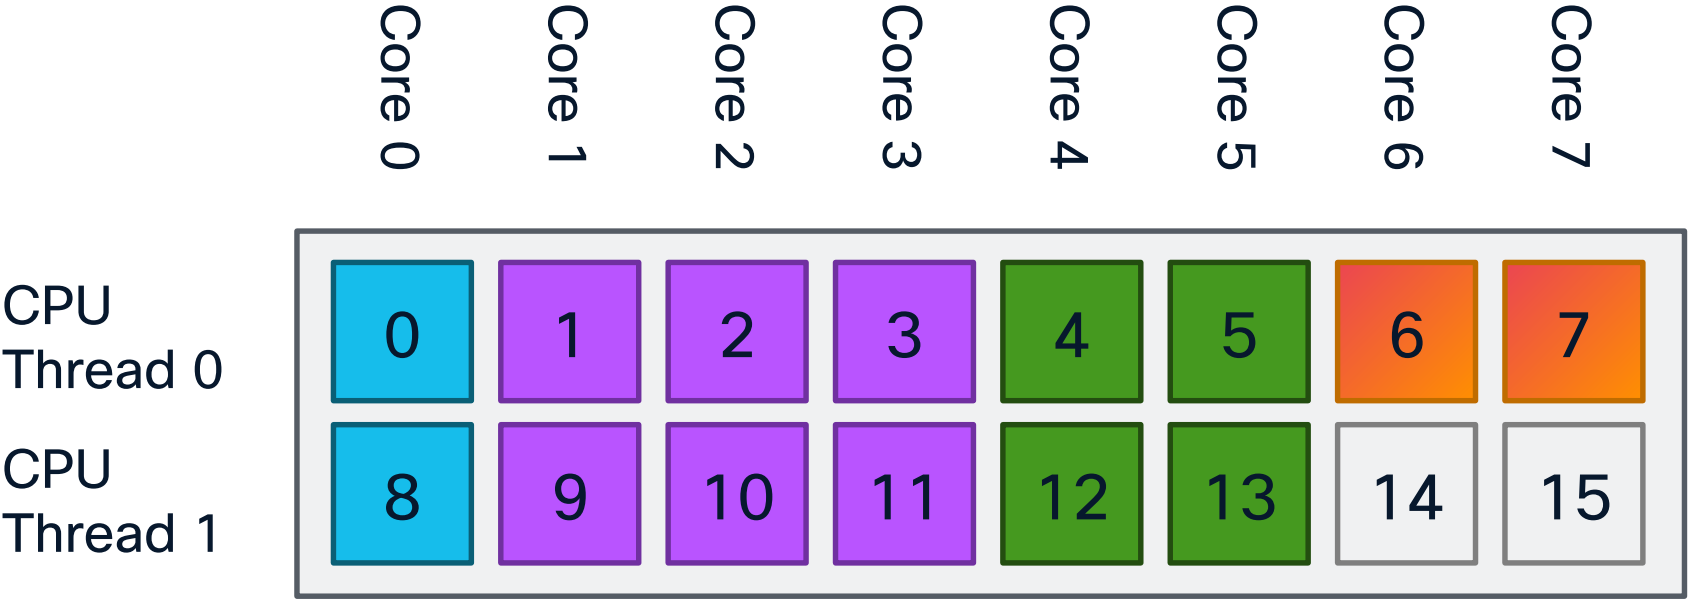 Core 0
Core 1
Core 2
Core 3
Core 4
Core 5
Core 6
Core 7
CPU
Thread 0
0 1 2 3 4 5 6 7
CPU
Thread 1
8 9 10 11 12 13 14 15